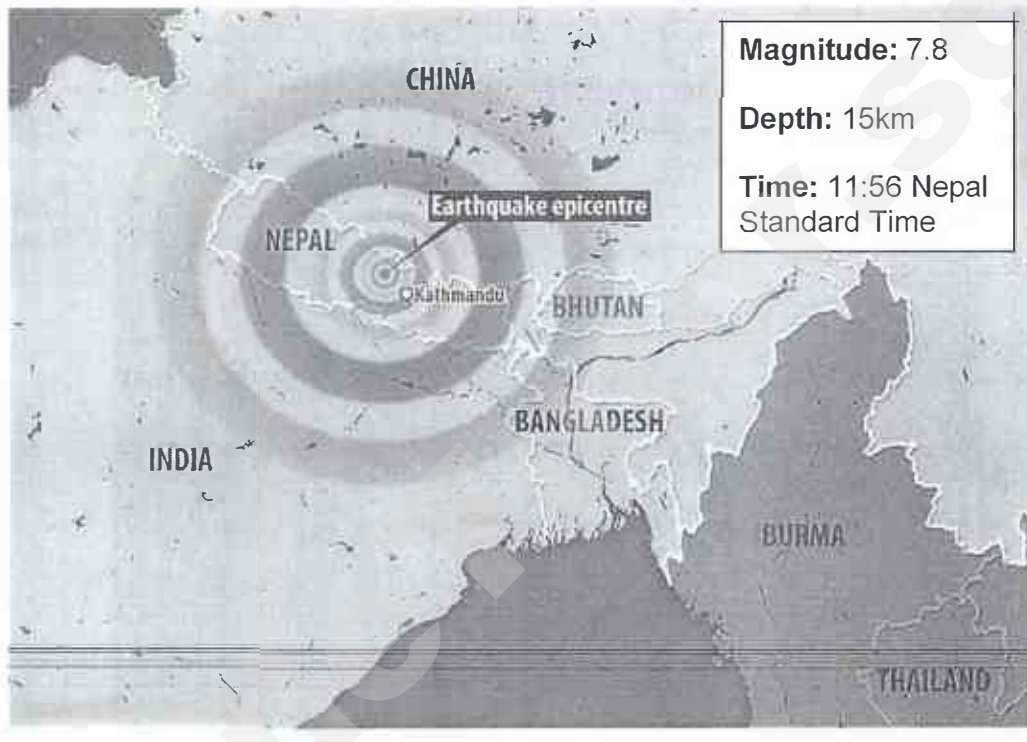 CHINA
Magnitude: 7.8
Depth: 15km
Time: 11:56 Nepal
Standard Time
Earthquake epicentre
NEPAL
Kathmandu
BHUTAN
BANGLADESH
INDIA
BURMA
THAILAND